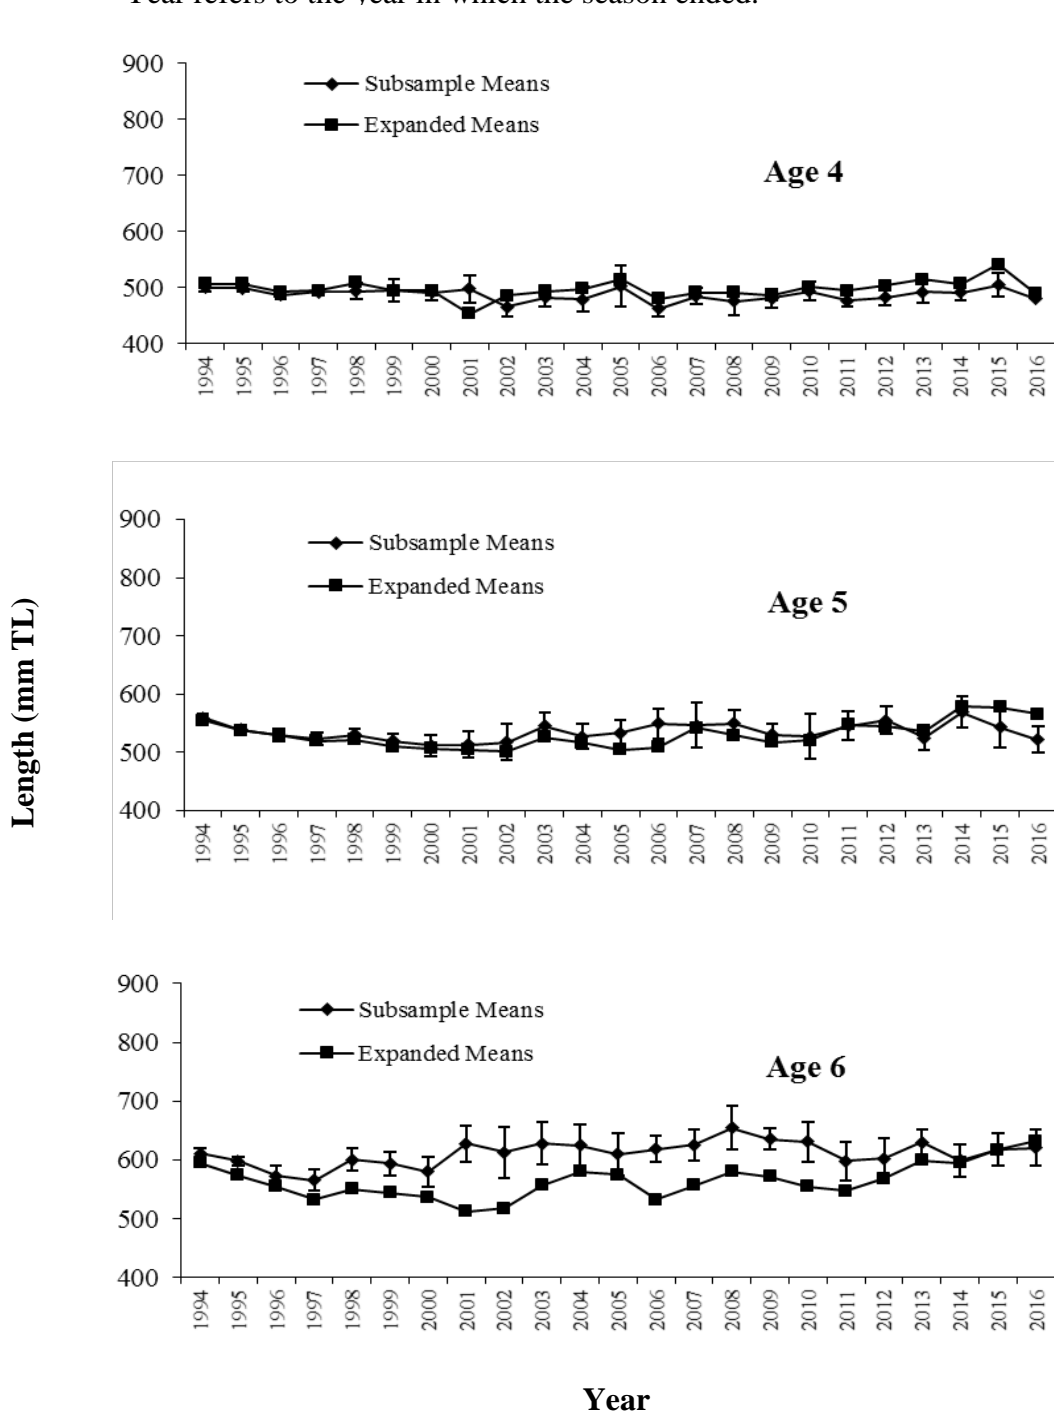 Year refers to the year in which the season ended.
900
Subsample Means
800
Expanded Means
700
Age 4
600
500
400
1994 1995 1996 1997 1998 1999 2000 2001 2002 2003 2004 2005 2006 2007 2008 2009 2010 2011 2012 2013 2014 2015 2016
900
Subsample Means
800
Expanded Means
Age 5
700
600
500
400
1994 1995 1996 1997 1998 1999 2000 2001 2002 2003 2004 2005 2006 2007 2008 2009 2010 2011 2012 2013 2014 2015 2016
Length (mm TL)
900
Subsample Means
800
Expanded Means
Age 6
700
600
500
400
1994 1995 1996 1997 1998 1999 2000 2001 2002 2003 2004 2005 2006 2007 2008 2009 2010 2011 2012 2013 2014 2015 2016
Year